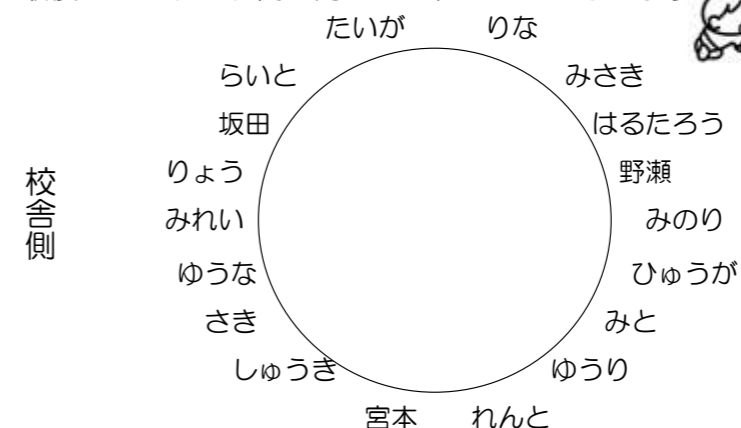 たいが りな
らいと みさき
坂田 はるたろう
りょう 野瀬
校舎側
みれい みのり
ゆうな ひゅうが
さき みと
しゅうき ゆうり
宮本 れんと